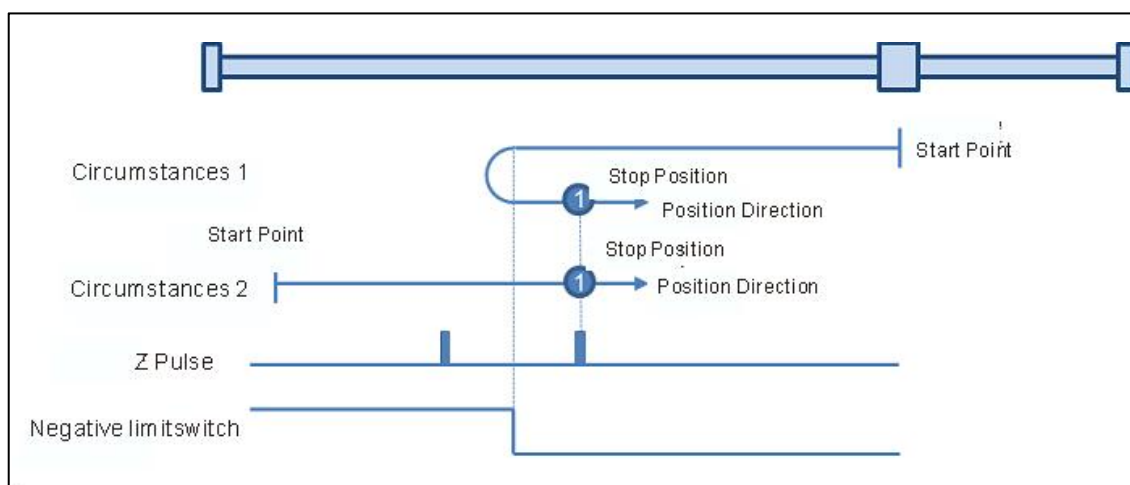 Start Point
Circumstances 1
Stop Position
1
Position Direction
Start Point
Stop Position
1
Circumstances 2
Position Direction
Z Pulse
Negative limitswitch